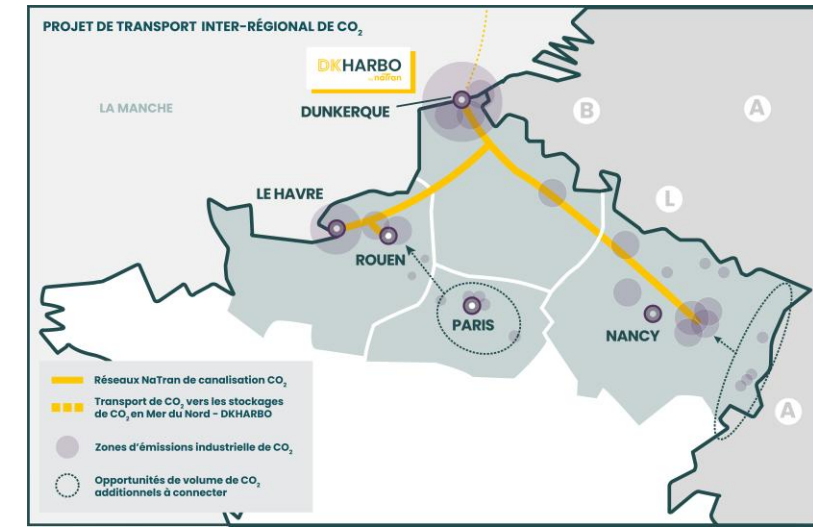 PROJET DE TRANSPORT INTER-RÉGIONAL DE CO₂
DKHARBO
naTran
LA MANCHE
DUNKERQUE
B
A
LE HAVRE
L
ROUEN
PARIS
NANCY
A
Réseaux NaTran de canalisation CO₂
Transport de CO₂ vers les stockages
de CO₂ en Mer du Nord - DKHARBO
Zones d'émissions industrielle de CO₂
Opportunités de volume de CO₂
additionnels à connecter